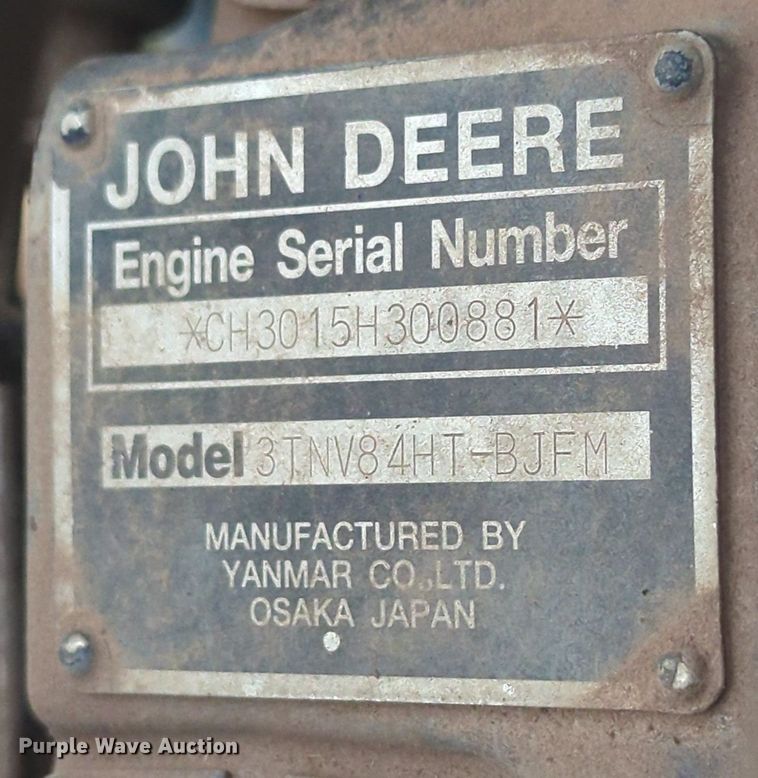 JOHN DEERE
Engine Serial Number
*CH3015H300881*
Model 3TNV84HT-BJFM
MANUFACTURED BY
YANMAR CO.,LTD.
OSAKA JAPAN
Purple Wave Auction